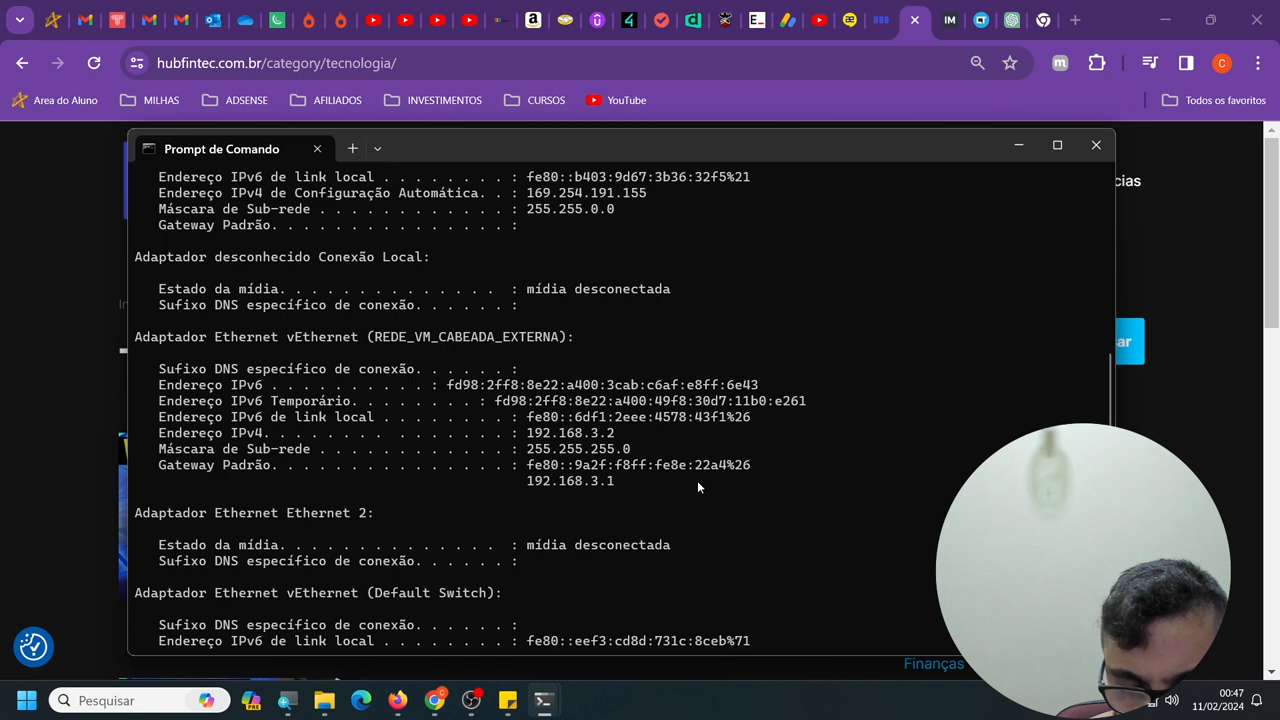 hubfintec.com.br/category/tecnologia/
Area do Aluno
MILHAS
ADSENSE
AFILIADOS
INVESTIMENTOS
CURSOS
YouTube
Todos os favoritos
Prompt de Comando
Endereço IPv6 de link local . . . . . . . . : fe80::b403:9d67:3b36:32f5%21
Endereço IPv4 de Configuração Automática. . : 169.254.191.155
Máscara de Sub-rede . . . . . . . . . . . . : 255.255.0.0
Gateway Padrão. . . . . . . . . . . . . . . :
Adaptador desconhecido Conexão Local:
Estado da mídia. . . . . . . . . . . . . .  : mídia desconectada
Sufixo DNS específico de conexão. . . . . . :
Adaptador Ethernet vEthernet (REDE_VM_CABEADA_EXTERNA):
Sufixo DNS específico de conexão. . . . . . :
Endereço IPv6 . . . . . . . . . . : fd98:2ff8:8e22:a400:3cab:c6af:e8ff:6e43
Endereço IPv6 Temporário. . . . . . . . : fd98:2ff8:8e22:a400:49f8:30d7:11b0:e261
Endereço IPv6 de link local . . . . . . . . : fe80::6df1:2eee:4578:43f1%26
Endereço IPv4. . . . . . . .  . . . . . . . : 192.168.3.2
Máscara de Sub-rede . . . . . . . . . . . . : 255.255.255.0
Gateway Padrão. . . . . . . . . . . . . . . : fe80::9a2f:f8ff:fe8e:22a4%26
192.168.3.1
Adaptador Ethernet Ethernet 2:
Estado da mídia. . . . . . . . . . . . . .  : mídia desconectada
Sufixo DNS específico de conexão. . . . . . :
Adaptador Ethernet vEthernet (Default Switch):
Sufixo DNS específico de conexão. . . . . . :
Endereço IPv6 de link local . . . . . . . . : fe80::eef3:cd8d:731c:8ceb%71
cias
ar
Finanças
Pesquisar
00:47
11/02/2024